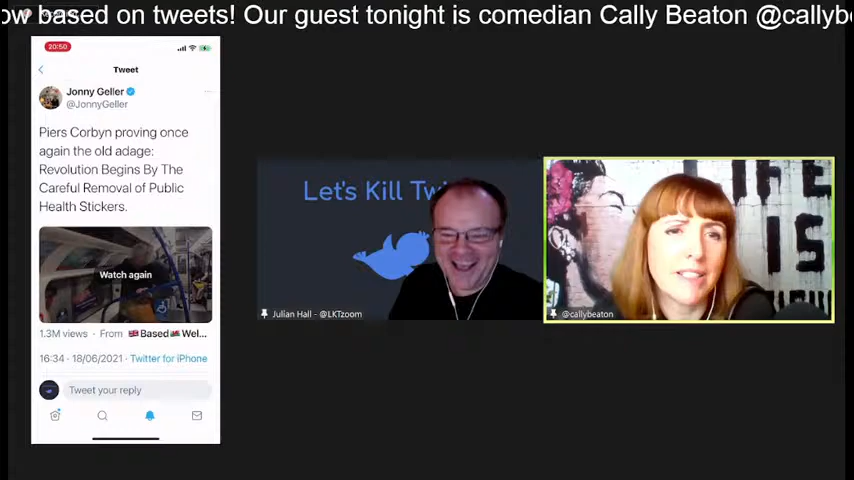 ow based on tweets! Our guest tonight is comedian Cally Beaton @callybe
20:50
Tweet
Jonny Geller
@JonnyGeller
Piers Corbyn proving once
again the old adage:
Revolution Begins By The
Careful Removal of Public
Health Stickers.
Watch again
1.3M views · From 🇬🇧Based🏴󠁧󠁢󠁷󠁬󠁳󠁿Wel...
16:34 · 18/06/2021 · Twitter for iPhone
Tweet your reply
Let's Kill Tw
Julian Hall - @LKTzoom
LIFE
IS
@callybeaton